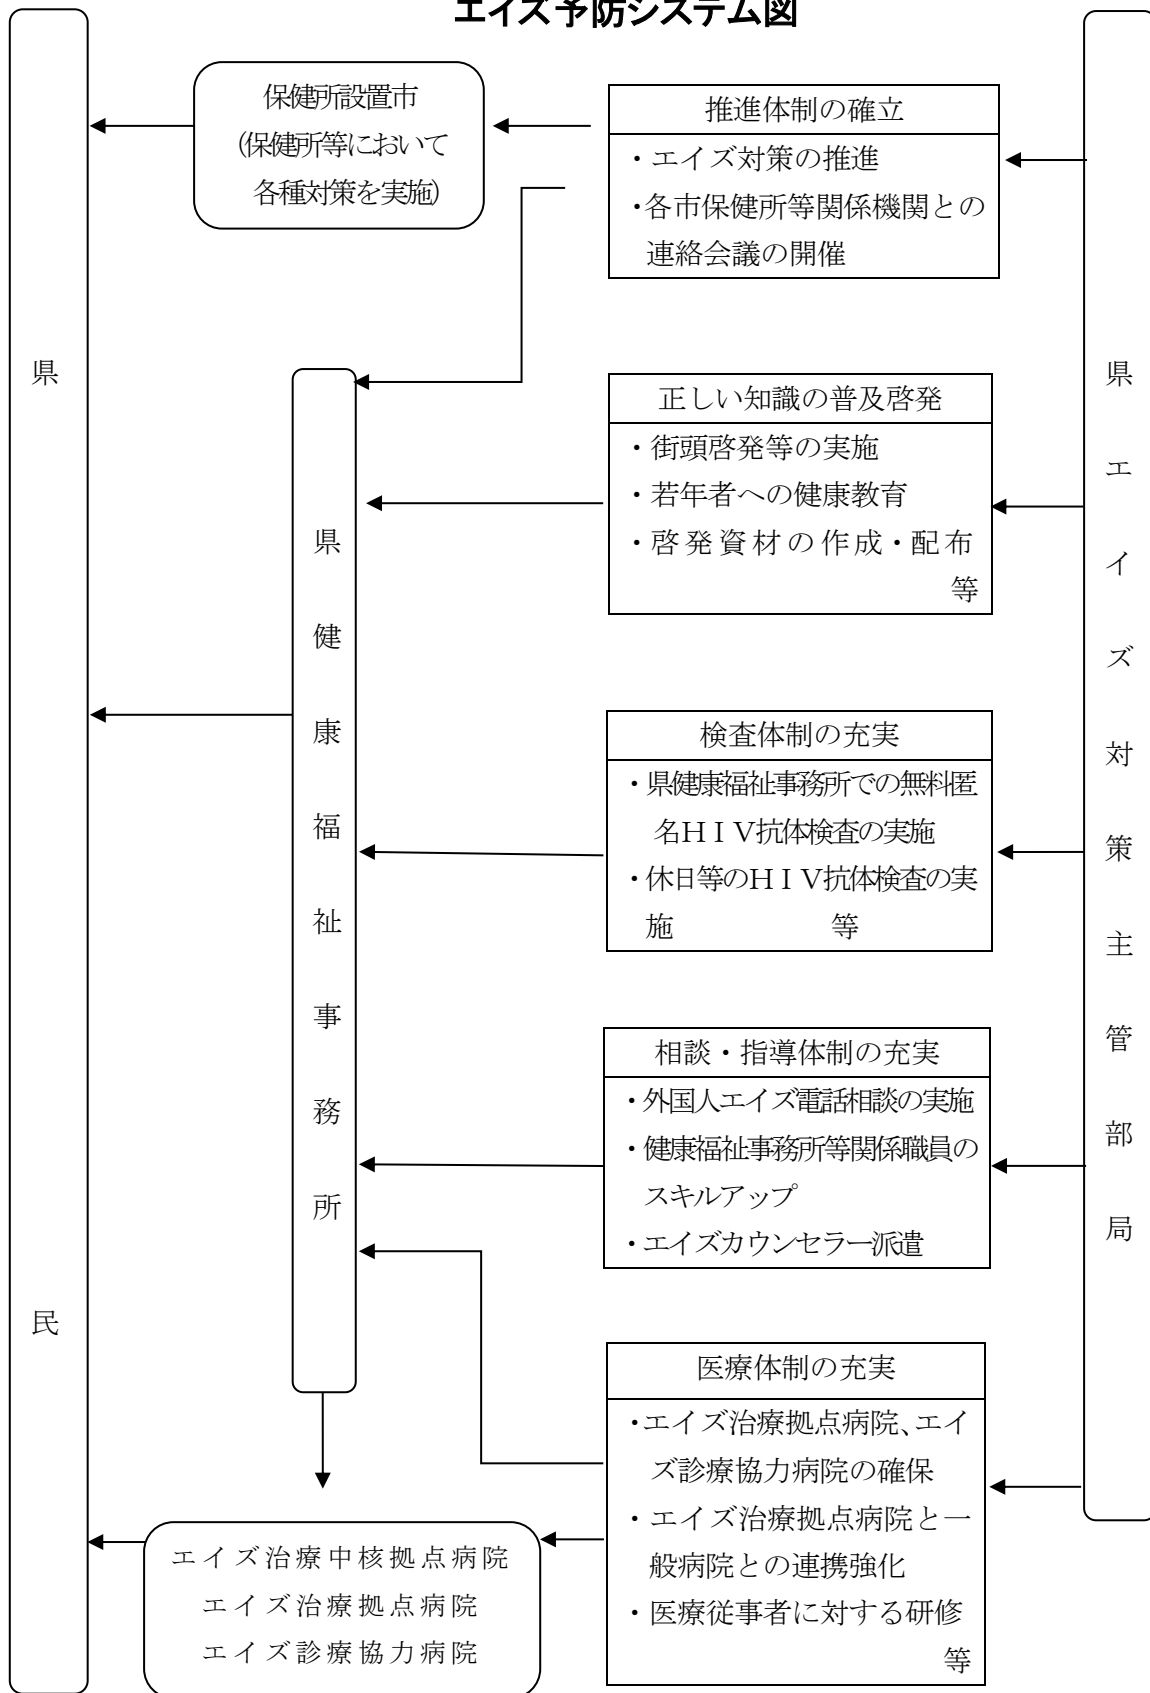 エイズ予防システム図
保健所設置市
(保健所等において
各種対策を実施)
推進体制の確立
・エイズ対策の推進
・各市保健所等関係機関との
連絡会議の開催
県民
県健康福祉事務所
県エイズ対策主管部局
正しい知識の普及啓発
・街頭啓発等の実施
・若年者への健康教育
・啓発資材の作成・配布
等
検査体制の充実
・県健康福祉事務所での無料匿
名ＨＩＶ抗体検査の実施
・休日等のＨＩＶ抗体検査の実
施　　　　　等
相談・指導体制の充実
・外国人エイズ電話相談の実施
・健康福祉事務所等関係職員の
スキルアップ
・エイズカウンセラー派遣
医療体制の充実
・エイズ治療拠点病院、エイ
ズ診療協力病院の確保
・エイズ治療拠点病院と一
般病院との連携強化
・医療従事者に対する研修
等
エイズ治療中核拠点病院
エイズ治療拠点病院
エイズ診療協力病院